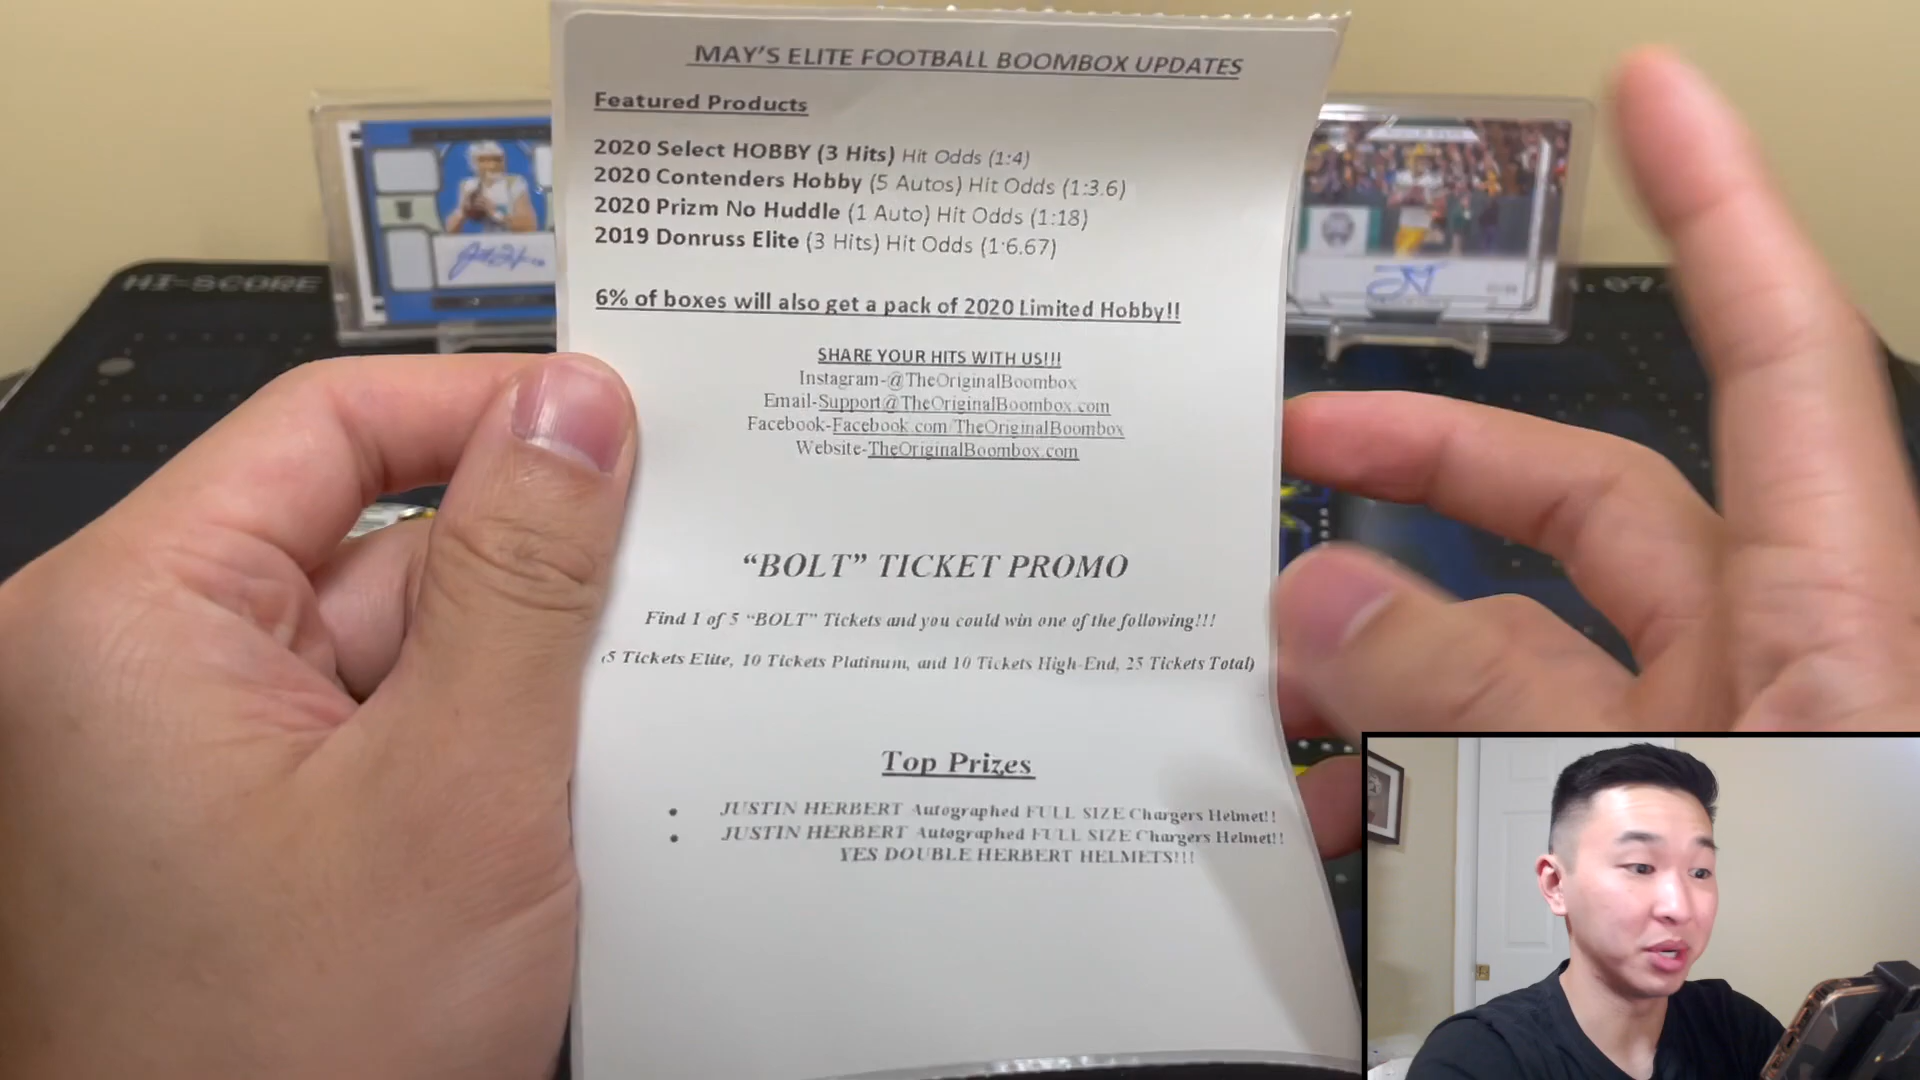 MAY'S ELITE FOOTBALL BOOMBOX UPDATES
Featured Products
2020 Select HOBBY (3 Hits) Hit Odds (1:4)
2020 Contenders Hobby (5 Autos) Hit Odds (1:3.6)
2020 Prizm No Huddle (1 Auto) Hit Odds (1:18)
2019 Donruss Elite (3 Hits) Hit Odds (1:6.67)
6% of boxes will also get a pack of 2020 Limited Hobby!!
SHARE YOUR HITS WITH US!!!
Instagram-@TheOriginalBoombox
Email-Support@TheOriginalBoombox.com
Facebook-Facebook.com/TheOriginalBoombox
Website-TheOriginalBoombox.com
"BOLT" TICKET PROMO
Find 1 of 5 "BOLT" Tickets and you could win one of the following!!!
(5 Tickets Elite, 10 Tickets Platinum, and 10 Tickets High-End, 25 Tickets Total)
Top Prizes
• JUSTIN HERBERT Autographed FULL SIZE Chargers Helmet!!
• JUSTIN HERBERT Autographed FULL SIZE Chargers Helmet!!
YES DOUBLE HERBERT HELMETS!!!
HI-SCORE